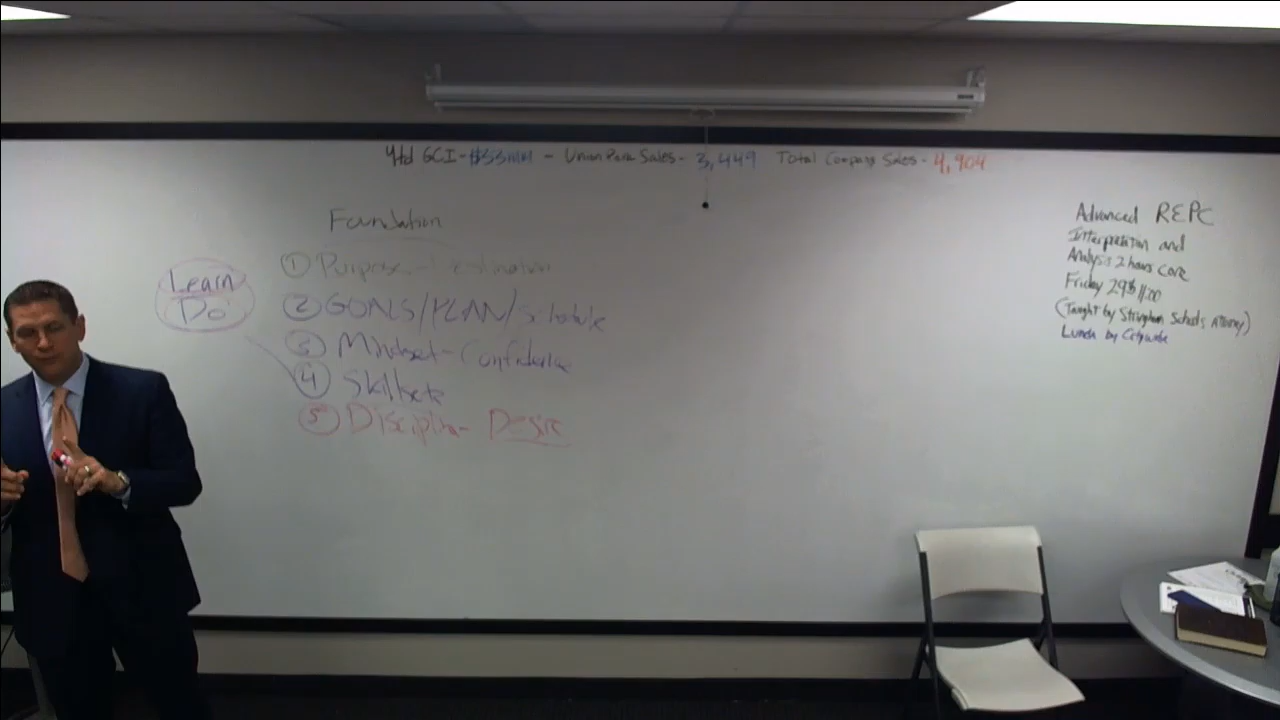 Ytd GCI - $33mm - Union Park Sales - 3,449 Total Company Sales - 4,904
Foundation
Learn
Do
① Purpose - Destination
② GOALS/PLAN/Schedule
③ Mindset - Confidence
④ Skillsets
⑤ Discipline - Desire
Advanced REPC
Interpretation and
Analysis 2 hours core
Friday 29th 11:00
(Taught by Stringham Schools Attorney)
Lunch by Citywide